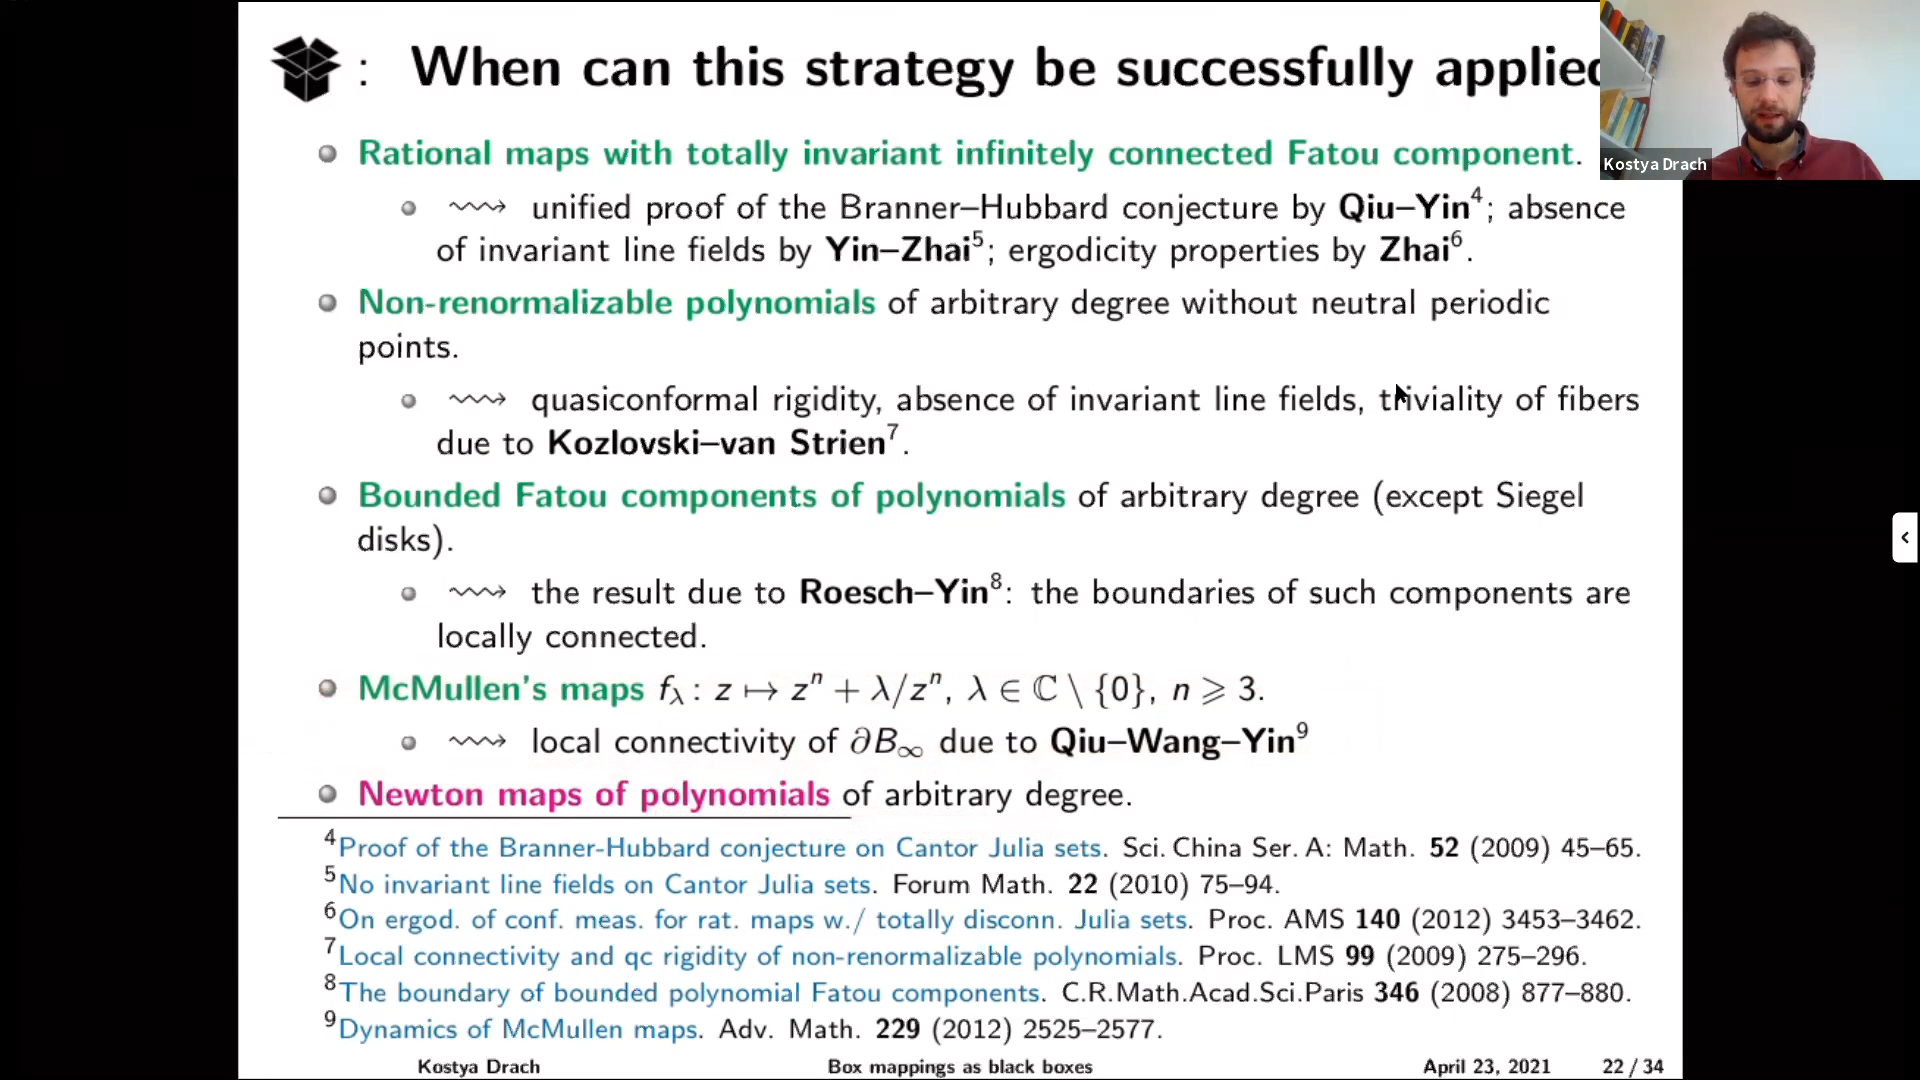 : When can this strategy be successfully applied
Kostya Drach
Rational maps with totally invariant infinitely connected Fatou component.
⇝ unified proof of the Branner–Hubbard conjecture by Qiu–Yin⁴; absence
of invariant line fields by Yin–Zhai⁵; ergodicity properties by Zhai⁶.
Non-renormalizable polynomials of arbitrary degree without neutral periodic
points.
⇝ quasiconformal rigidity, absence of invariant line fields, triviality of fibers
due to Kozlovski–van Strien⁷.
Bounded Fatou components of polynomials of arbitrary degree (except Siegel
disks).
⇝ the result due to Roesch–Yin⁸: the boundaries of such components are
locally connected.
McMullen's maps f_λ : z ↦ zⁿ + λ/zⁿ, λ ∈ ℂ \ {0}, n ⩾ 3.
⇝ local connectivity of ∂B_∞ due to Qiu–Wang–Yin⁹
Newton maps of polynomials of arbitrary degree.
⁴Proof of the Branner-Hubbard conjecture on Cantor Julia sets. Sci. China Ser. A: Math. 52 (2009) 45–65.
⁵No invariant line fields on Cantor Julia sets. Forum Math. 22 (2010) 75–94.
⁶On ergod. of conf. meas. for rat. maps w./ totally disconn. Julia sets. Proc. AMS 140 (2012) 3453–3462.
⁷Local connectivity and qc rigidity of non-renormalizable polynomials. Proc. LMS 99 (2009) 275–296.
⁸The boundary of bounded polynomial Fatou components. C.R.Math.Acad.Sci.Paris 346 (2008) 877–880.
⁹Dynamics of McMullen maps. Adv. Math. 229 (2012) 2525–2577.
Kostya Drach Box mappings as black boxes April 23, 2021 22 / 34